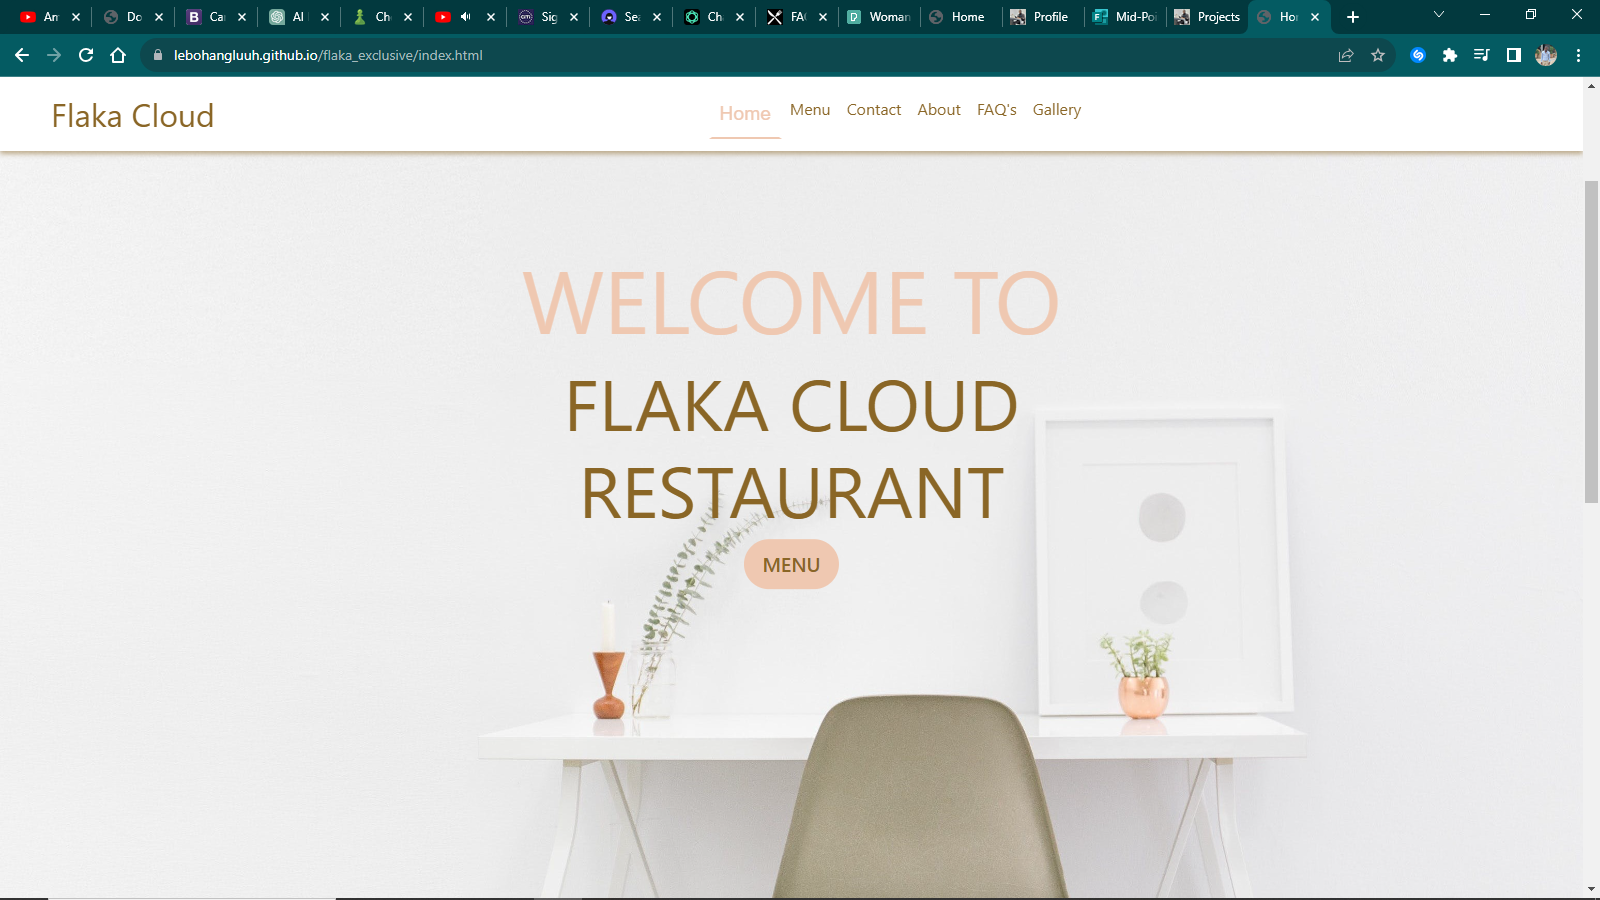 An
Do
B Ca
AI
Ch
Sig
Se
Ch
FA
Woman
Home
Profile
Mid-Poi
Projects
Ho
lebohangluuh.github.io/flaka_exclusive/index.html
Flaka Cloud
Home
Menu
Contact
About
FAQ's
Gallery
WELCOME TO
FLAKA CLOUD
RESTAURANT
MENU